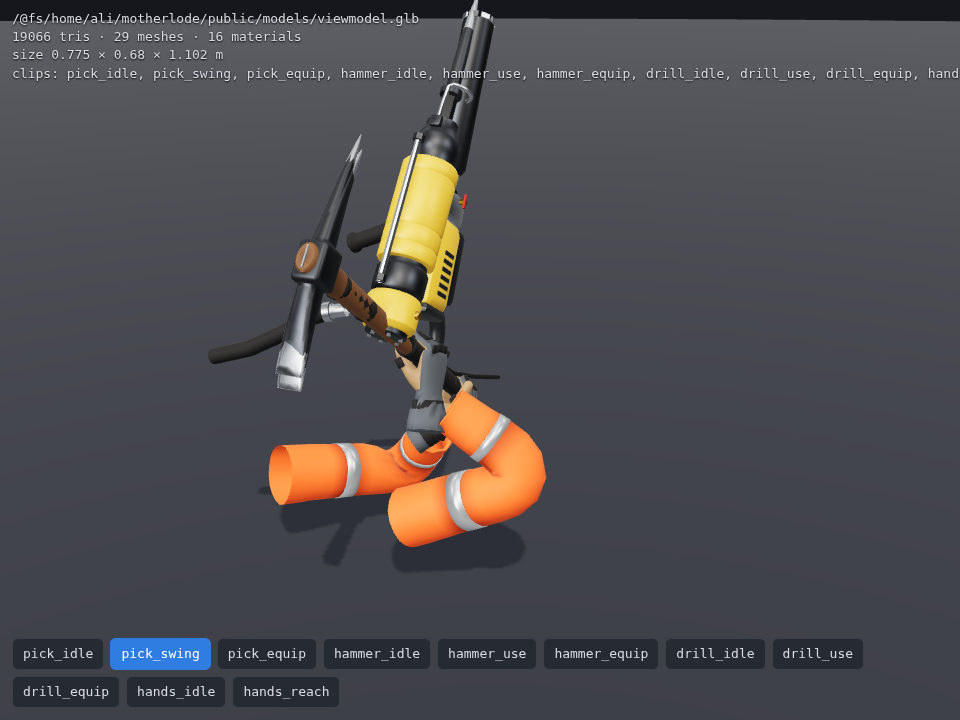 /@fs/home/ali/motherlode/public/models/viewmodel.glb
19066 tris · 29 meshes · 16 materials
size 0.775 × 0.68 × 1.102 m
clips: pick_idle, pick_swing, pick_equip, hammer_idle, hammer_use, hammer_equip, drill_idle, drill_use, drill_equip, hand
pick_idle pick_swing pick_equip hammer_idle hammer_use hammer_equip drill_idle drill_use
drill_equip hands_idle hands_reach